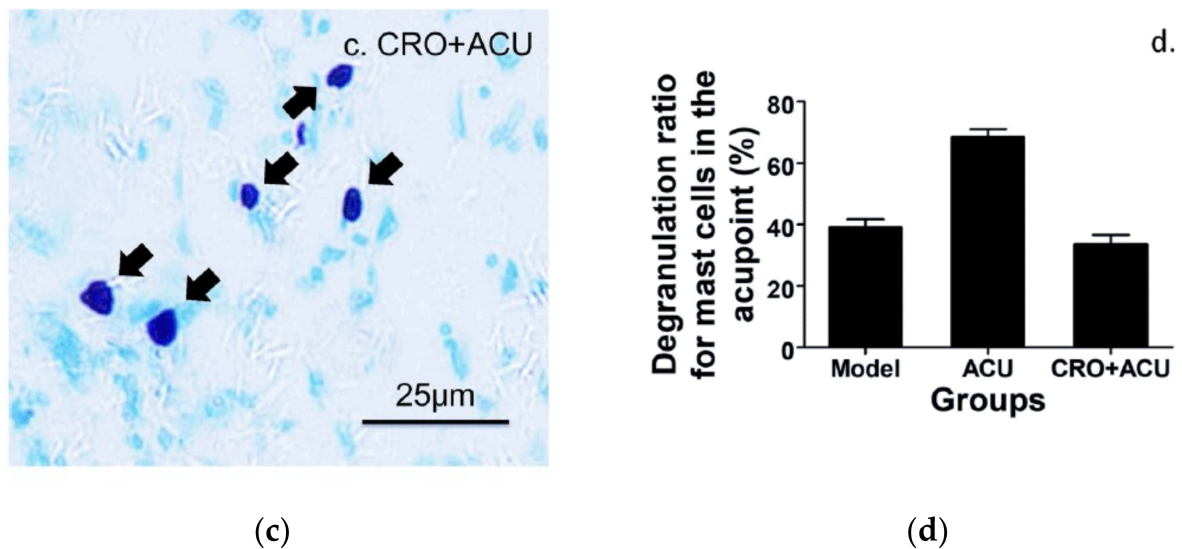 c. CRO+ACU
25μm
(c)
d.
Degranulation ratio
for mast cells in the
acupoint (%)
80
60
40
20
0
Model ACU CRO+ACU
Groups
(d)